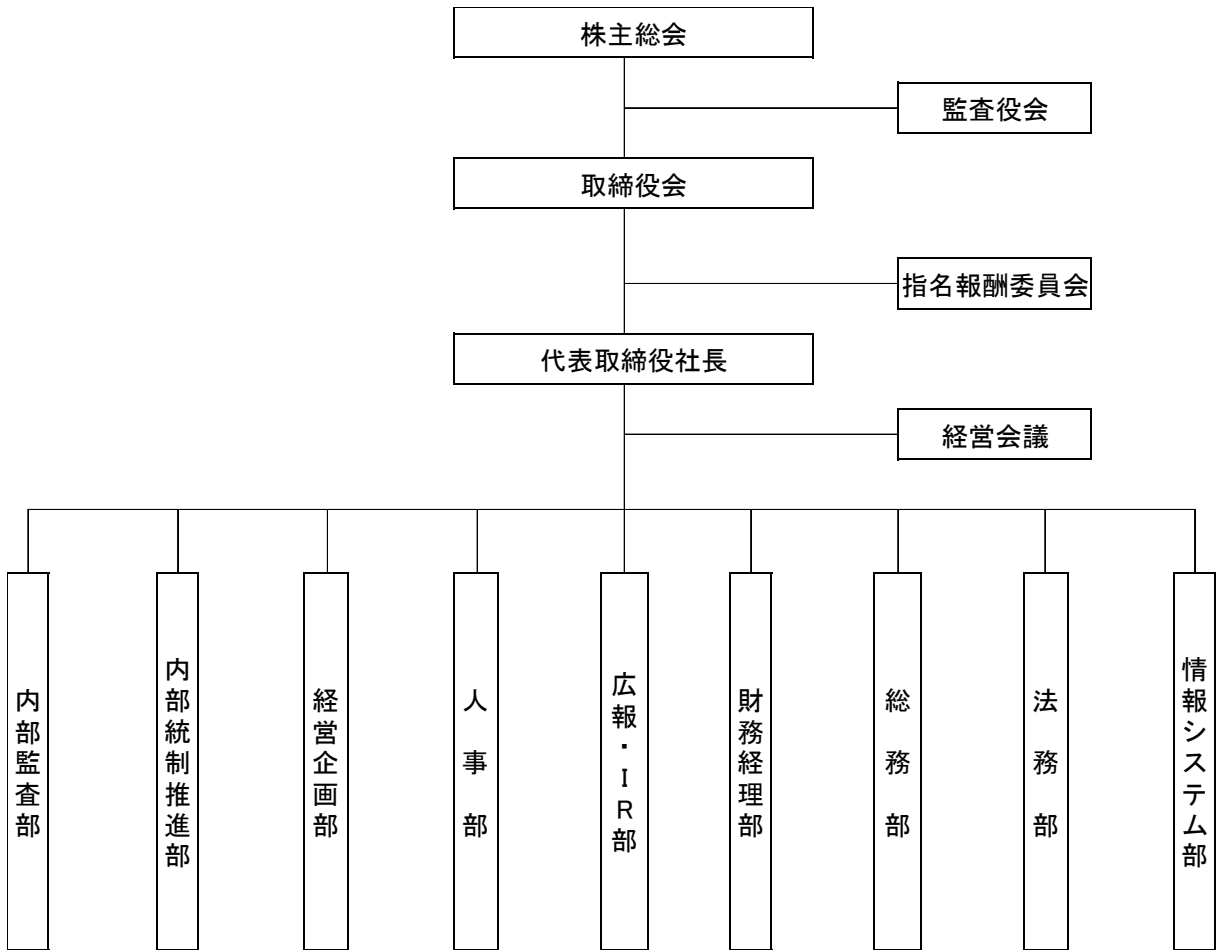 株主総会
監査役会
取締役会
指名報酬委員会
代表取締役社長
経営会議
内部監査部
内部統制推進部
経営企画部
人事部
広報・IR部
財務経理部
総務部
法務部
情報システム部